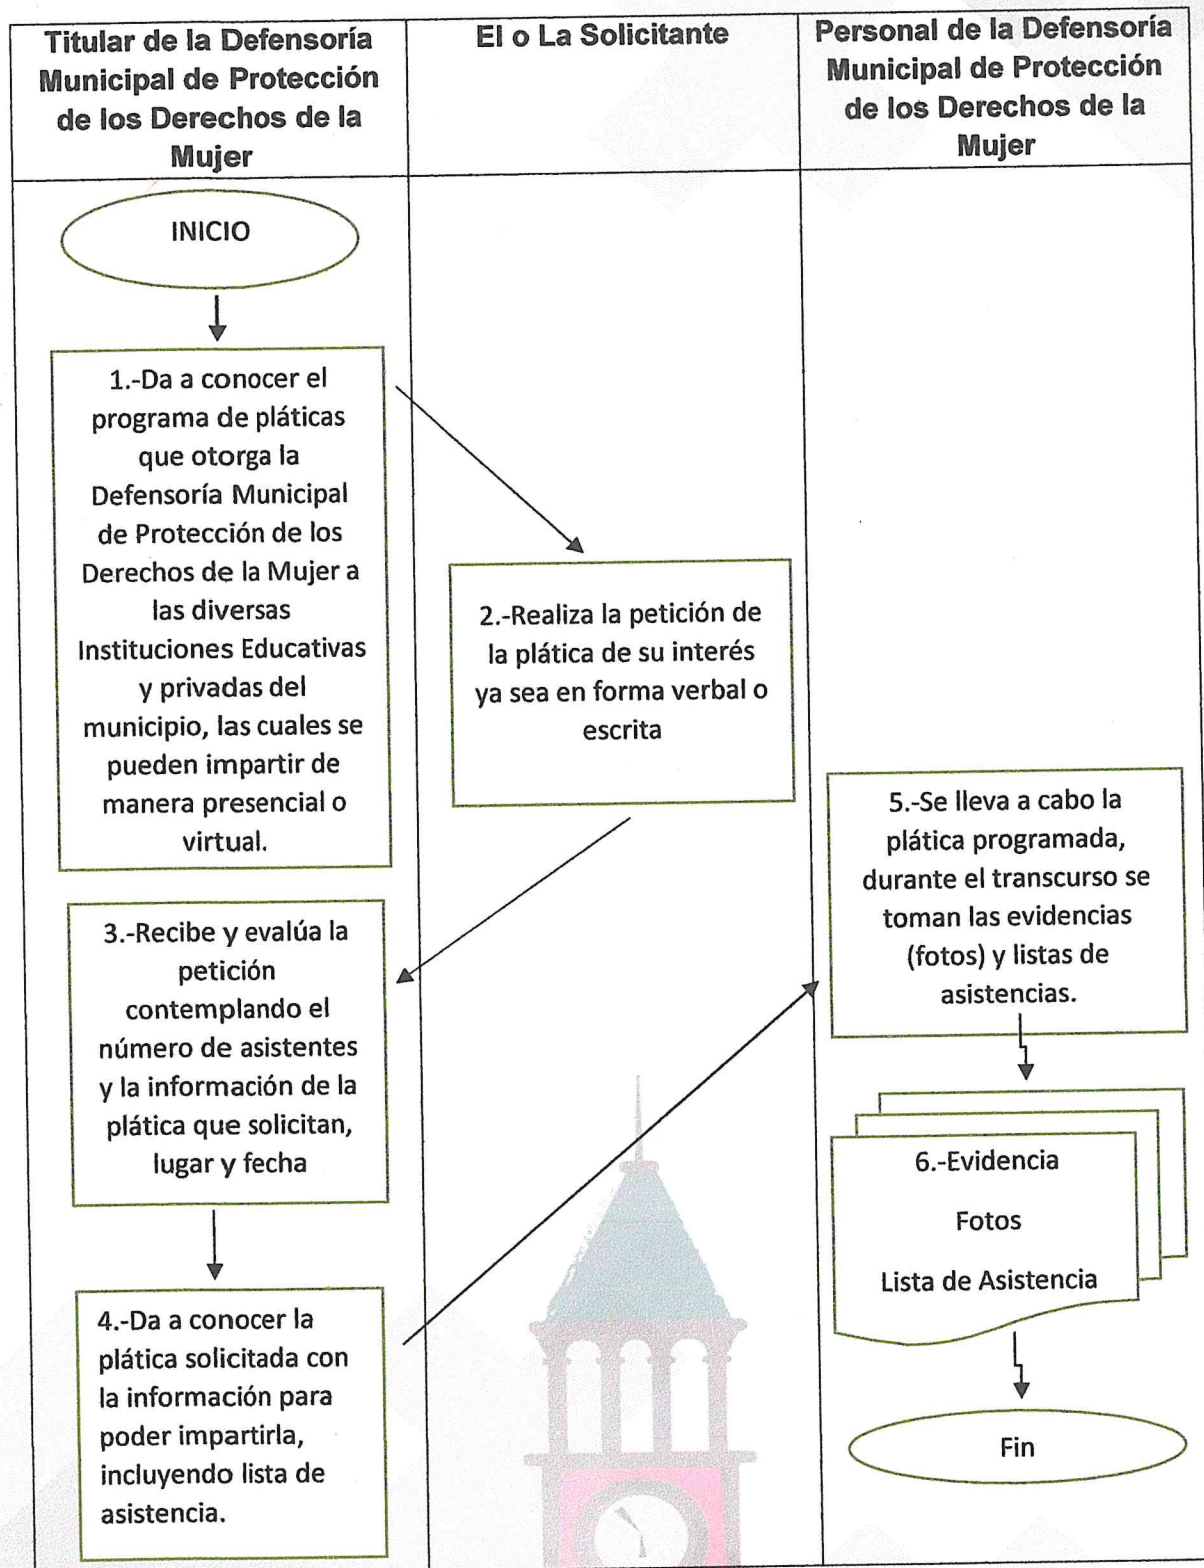 Titular de la Defensoría
Municipal de Protección
de los Derechos de la
Mujer
El o La Solicitante
Personal de la Defensoría
Municipal de Protección
de los Derechos de la
Mujer
INICIO
1.-Da a conocer el
programa de pláticas
que otorga la
Defensoría Municipal
de Protección de los
Derechos de la Mujer a
las diversas
Instituciones Educativas
y privadas del
municipio, las cuales se
pueden impartir de
manera presencial o
virtual.
2.-Realiza la petición de
la plática de su interés
ya sea en forma verbal o
escrita
3.-Recibe y evalúa la
petición
contemplando el
número de asistentes
y la información de la
plática que solicitan,
lugar y fecha
4.-Da a conocer la
plática solicitada con
la información para
poder impartirla,
incluyendo lista de
asistencia.
5.-Se lleva a cabo la
plática programada,
durante el transcurso se
toman las evidencias
(fotos) y listas de
asistencias.
6.-Evidencia
Fotos
Lista de Asistencia
Fin